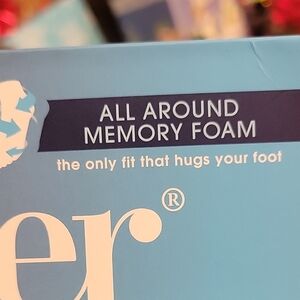 ALL AROUND
MEMORY FOAM
the only fit that hugs your foot
er®